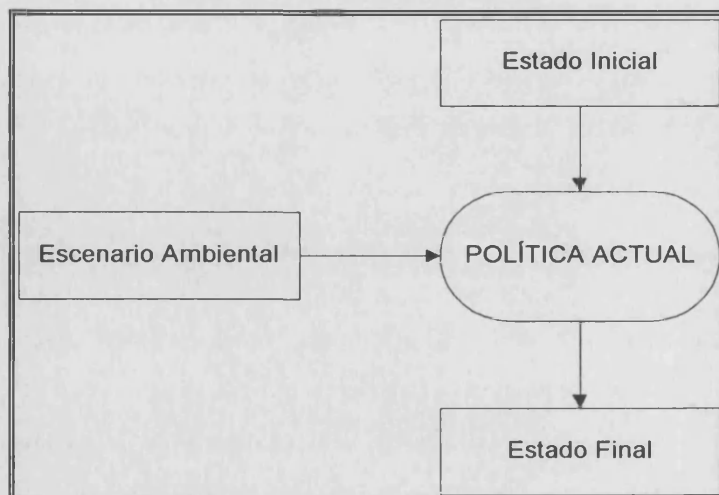 Estado Inicial
Escenario Ambiental
POLÍTICA ACTUAL
Estado Final